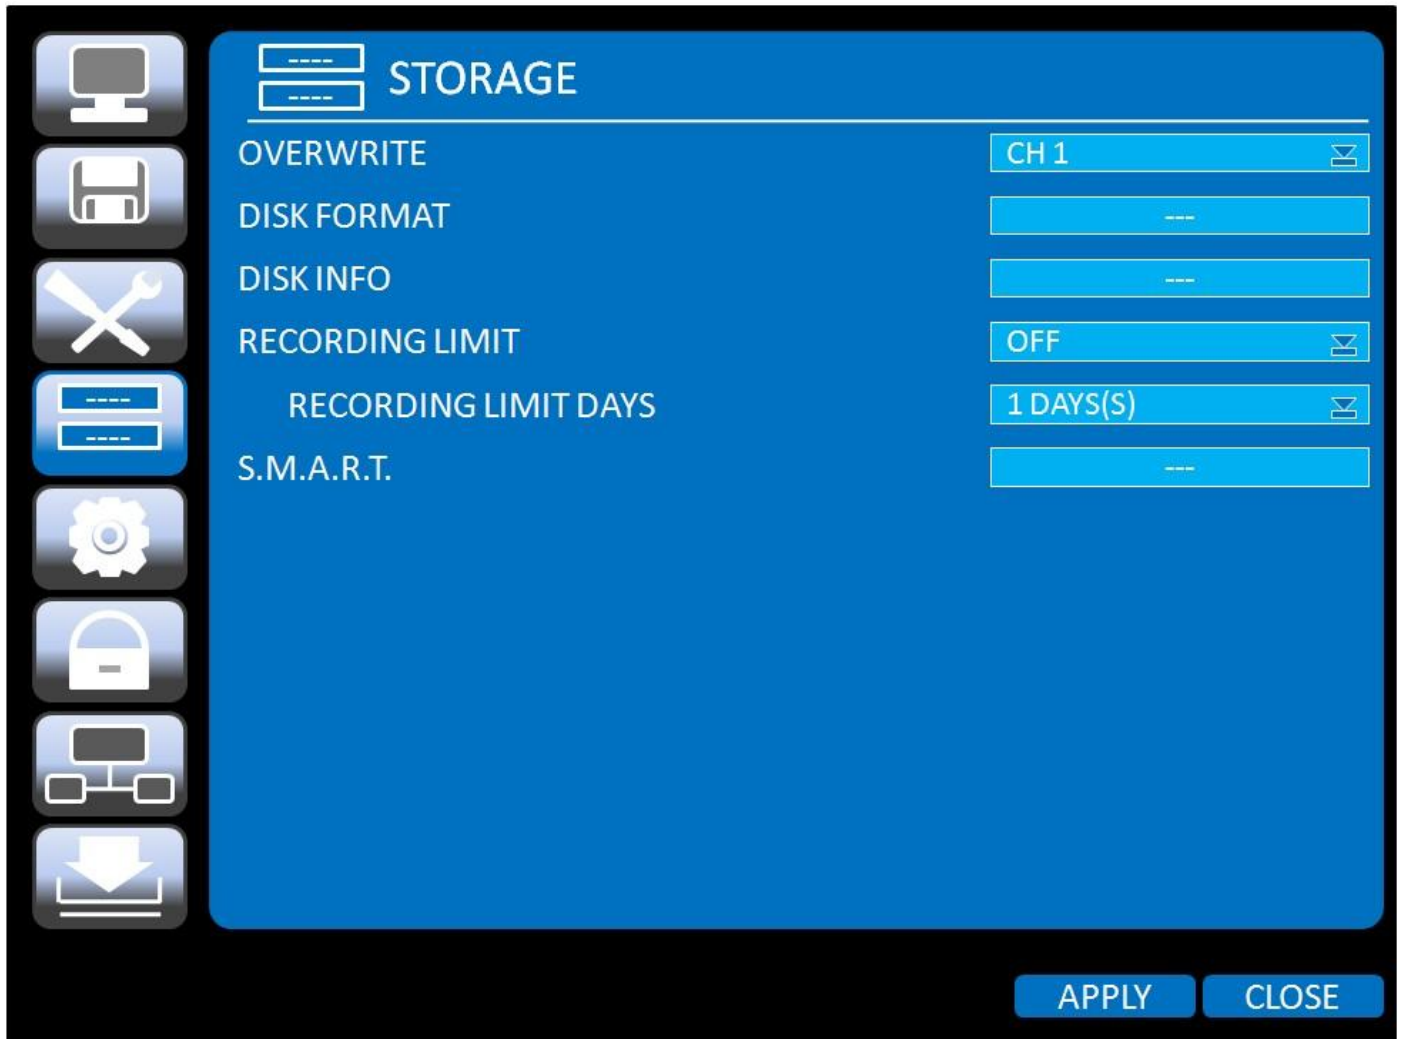 STORAGE
OVERWRITE CH 1
DISK FORMAT ---
DISK INFO ---
RECORDING LIMIT OFF
RECORDING LIMIT DAYS 1 DAYS(S)
S.M.A.R.T. ---
APPLY CLOSE